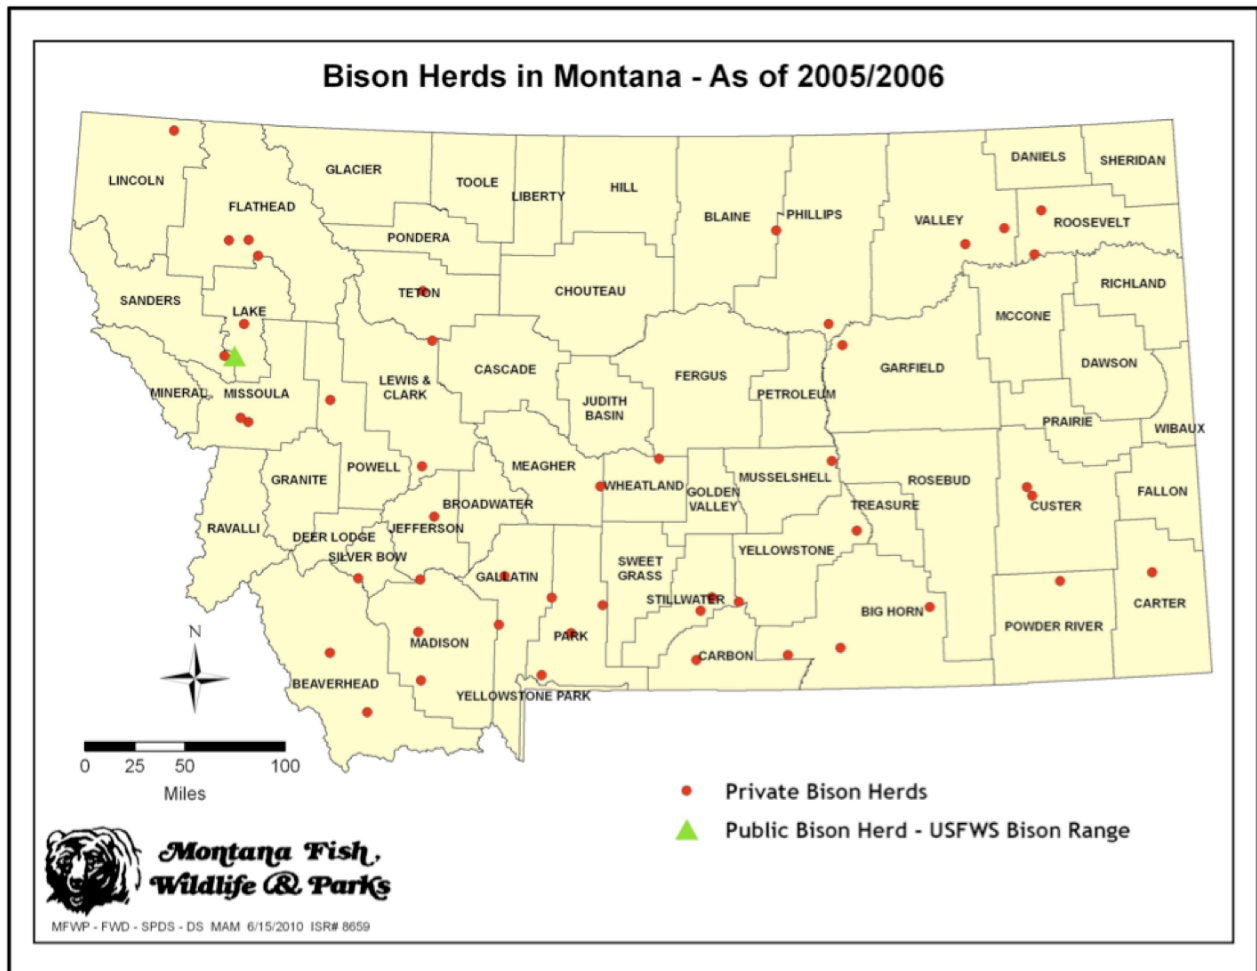 Bison Herds in Montana - As of 2005/2006
LINCOLN
FLATHEAD
GLACIER
TOOLE
LIBERTY
HILL
BLAINE
PHILLIPS
VALLEY
DANIELS
SHERIDAN
ROOSEVELT
PONDERA
TETON
CHOUTEAU
SANDERS
LAKE
RICHLAND
MCCONE
DAWSON
GARFIELD
MINERAL
MISSOULA
LEWIS &
CLARK
CASCADE
JUDITH
BASIN
FERGUS
PETROLEUM
PRAIRIE
WIBAUX
GRANITE
POWELL
MEAGHER
WHEATLAND
GOLDEN
VALLEY
MUSSELSHELL
ROSEBUD
TREASURE
CUSTER
FALLON
RAVALLI
DEER LODGE
JEFFERSON
BROADWATER
SILVER BOW
GALLATIN
SWEET
GRASS
STILLWATER
YELLOWSTONE
BIG HORN
POWDER RIVER
CARTER
MADISON
PARK
CARBON
BEAVERHEAD
YELLOWSTONE PARK
N
0 25 50 100
Miles
Private Bison Herds
Public Bison Herd - USFWS Bison Range
Montana Fish,
Wildlife & Parks
MFWP - FWD - SPDS - DS MAM 6/15/2010 ISR# 8659